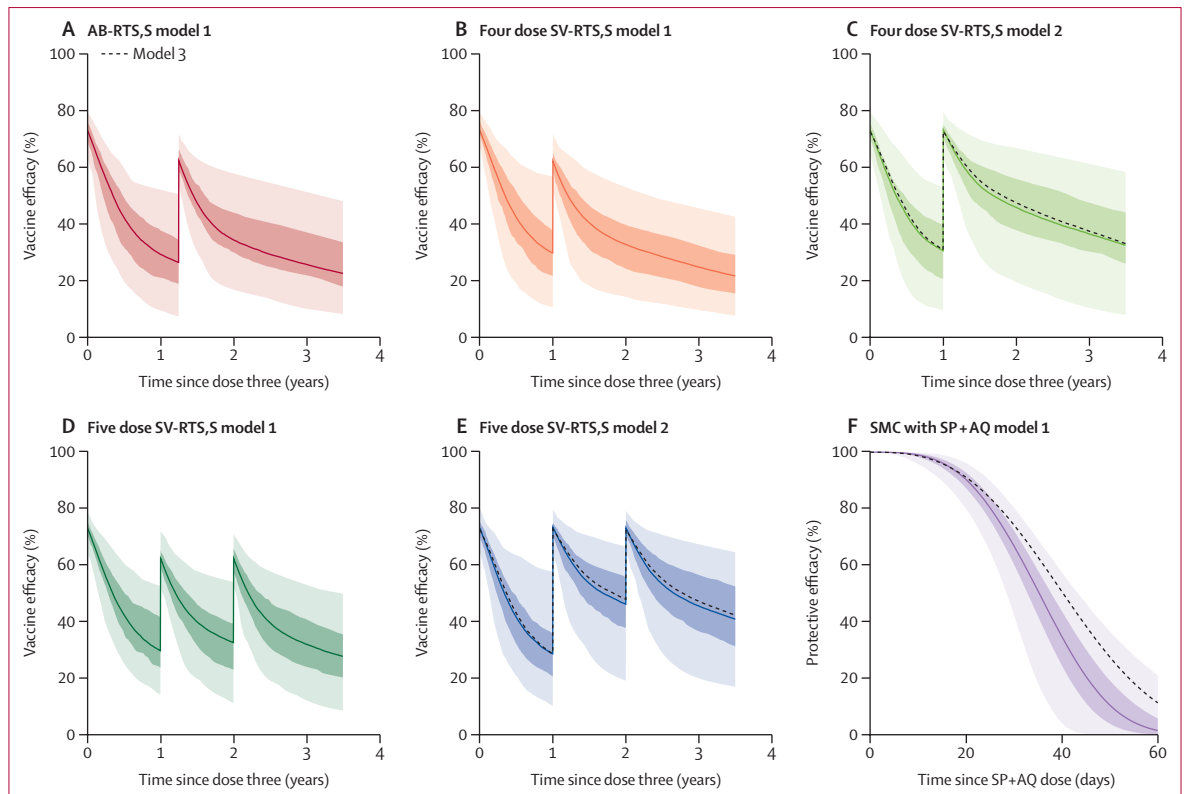 A AB-RTS,S model 1
Model 3
Vaccine efficacy (%)
100
80
60
40
20
0
0 1 2 3 4
Time since dose three (years)
B Four dose SV-RTS,S model 1
Vaccine efficacy (%)
100
80
60
40
20
0
0 1 2 3 4
Time since dose three (years)
C Four dose SV-RTS,S model 2
Vaccine efficacy (%)
100
80
60
40
20
0
0 1 2 3 4
Time since dose three (years)
D Five dose SV-RTS,S model 1
Vaccine efficacy (%)
100
80
60
40
20
0
0 1 2 3 4
Time since dose three (years)
E Five dose SV-RTS,S model 2
Vaccine efficacy (%)
100
80
60
40
20
0
0 1 2 3 4
Time since dose three (years)
F SMC with SP+AQ model 1
Protective efficacy (%)
100
80
60
40
20
0
0 20 40 60
Time since SP+AQ dose (days)